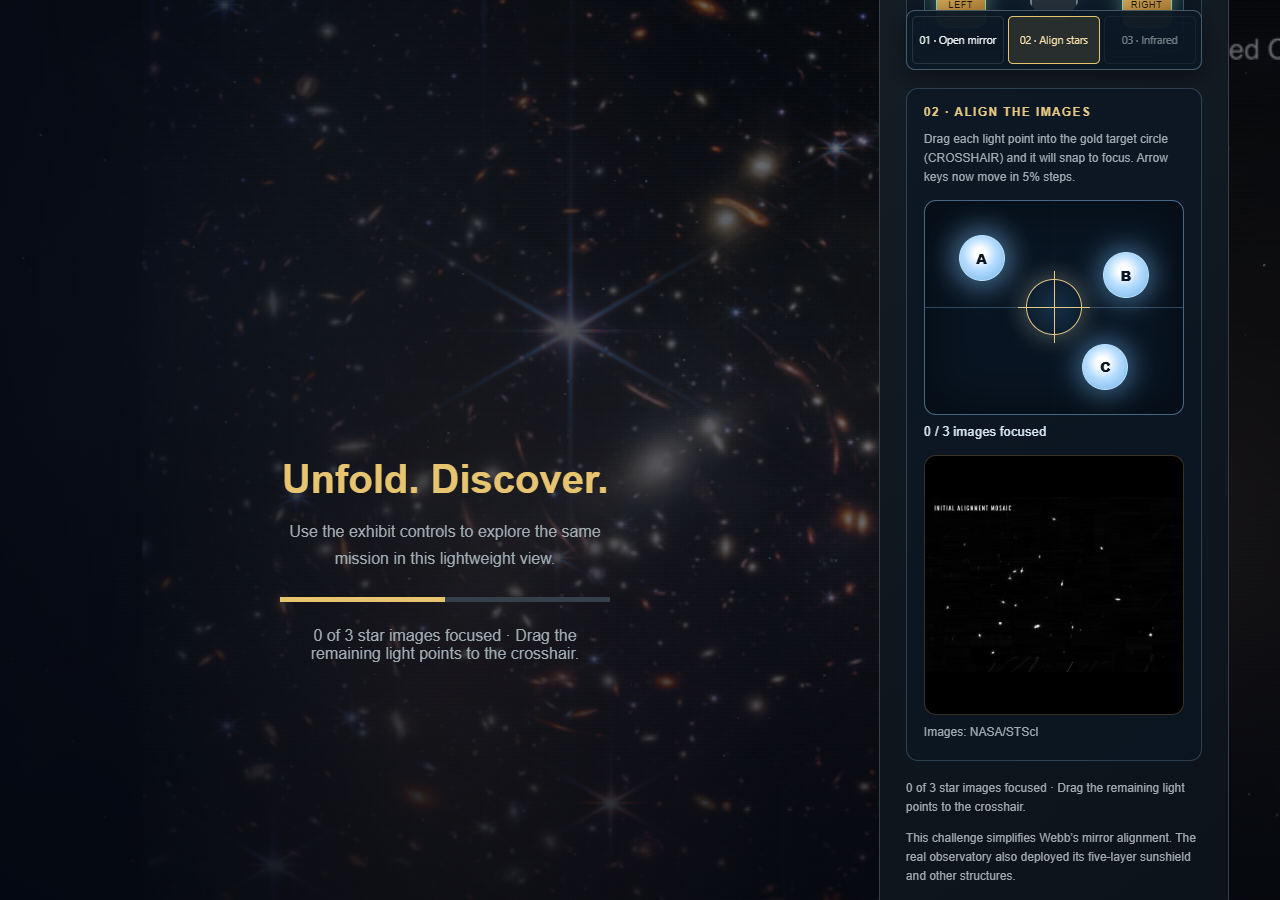 LEFT
RIGHT
01 · Open mirror
02 · Align stars
03 · Infrared
ed
02 · ALIGN THE IMAGES
Drag each light point into the gold target circle
(CROSSHAIR) and it will snap to focus. Arrow
keys now move in 5% steps.
A
B
C
0 / 3 images focused
INITIAL ALIGNMENT MOSAIC
Images: NASA/STScI
0 of 3 star images focused · Drag the remaining light
points to the crosshair.
This challenge simplifies Webb's mirror alignment. The
real observatory also deployed its five-layer sunshield
and other structures.
Unfold. Discover.
Use the exhibit controls to explore the same
mission in this lightweight view.
0 of 3 star images focused · Drag the
remaining light points to the crosshair.